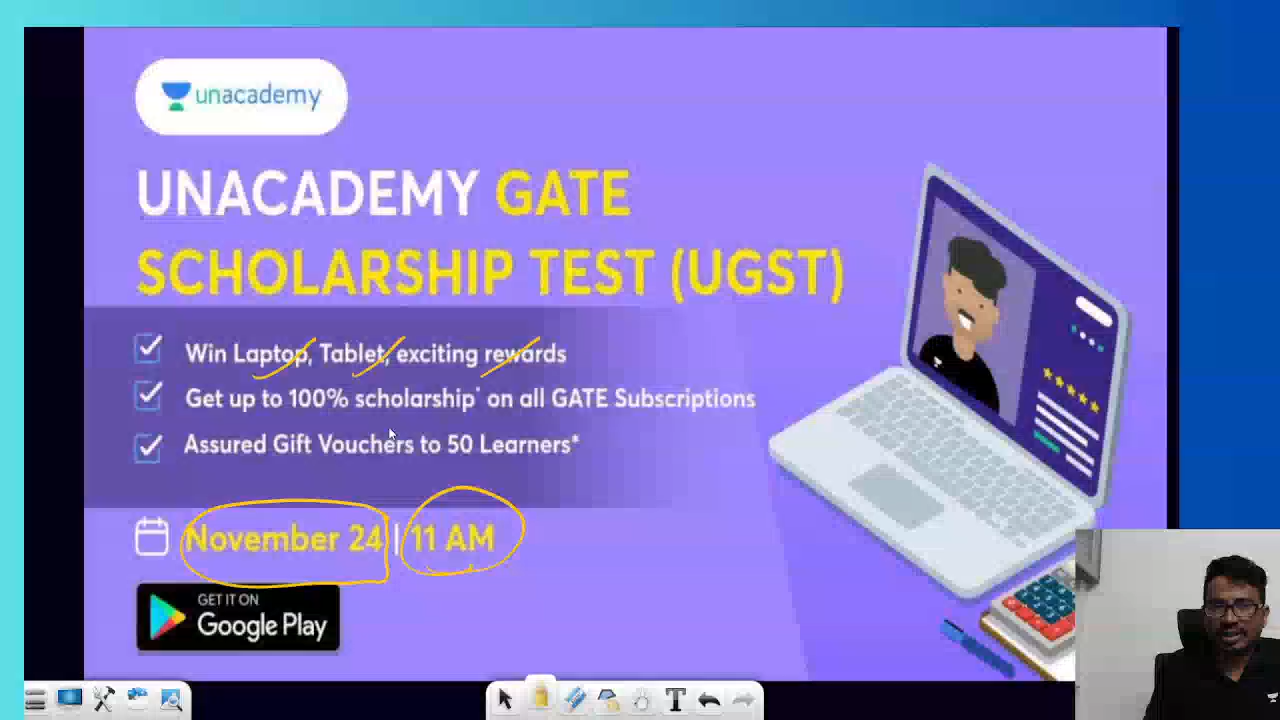 unacademy
UNACADEMY GATE
SCHOLARSHIP TEST (UGST)
Win Laptop, Tablet, exciting rewards
Get up to 100% scholarship* on all GATE Subscriptions
Assured Gift Vouchers to 50 Learners*
November 24 | 11 AM
GET IT ON
Google Play
T